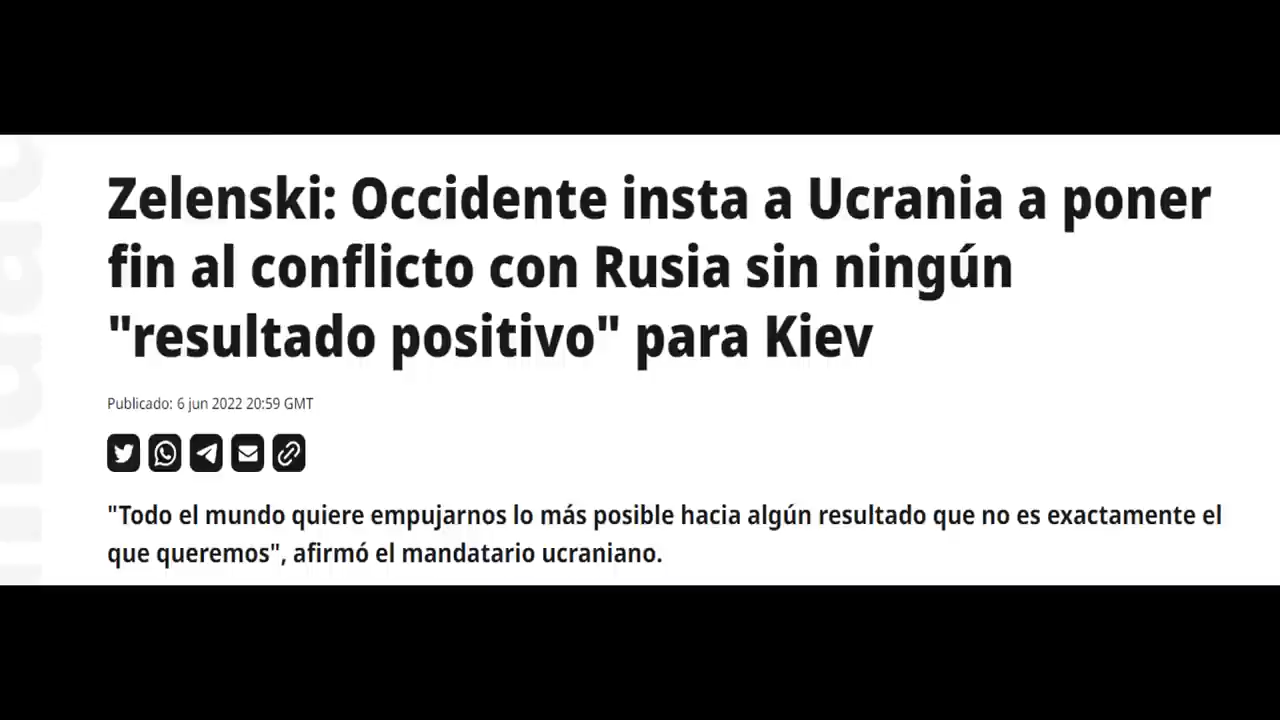 Zelenski: Occidente insta a Ucrania a poner
fin al conflicto con Rusia sin ningún
"resultado positivo" para Kiev
Publicado: 6 jun 2022 20:59 GMT
"Todo el mundo quiere empujarnos lo más posible hacia algún resultado que no es exactamente el
que queremos", afirmó el mandatario ucraniano.